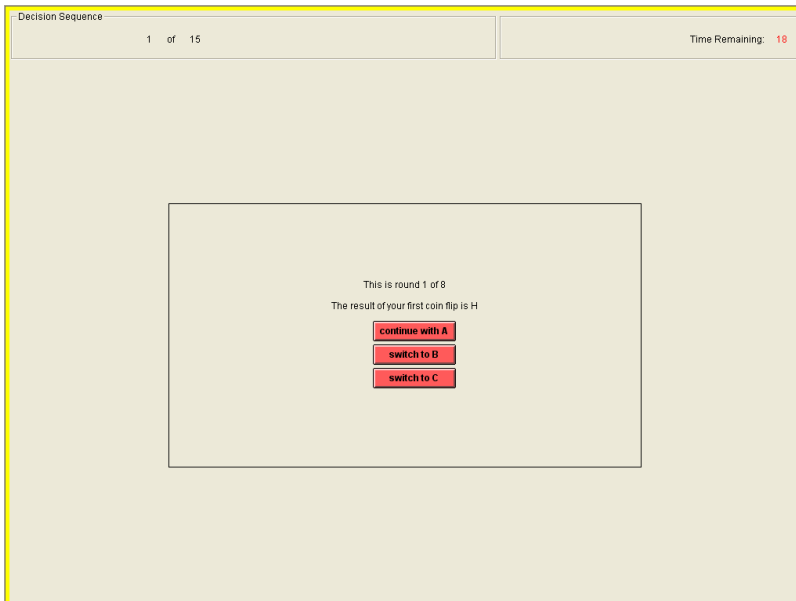 Decision Sequence
1 of 15
Time Remaining: 18
This is round 1 of 8
The result of your first coin flip is H
continue with A
switch to B
switch to C